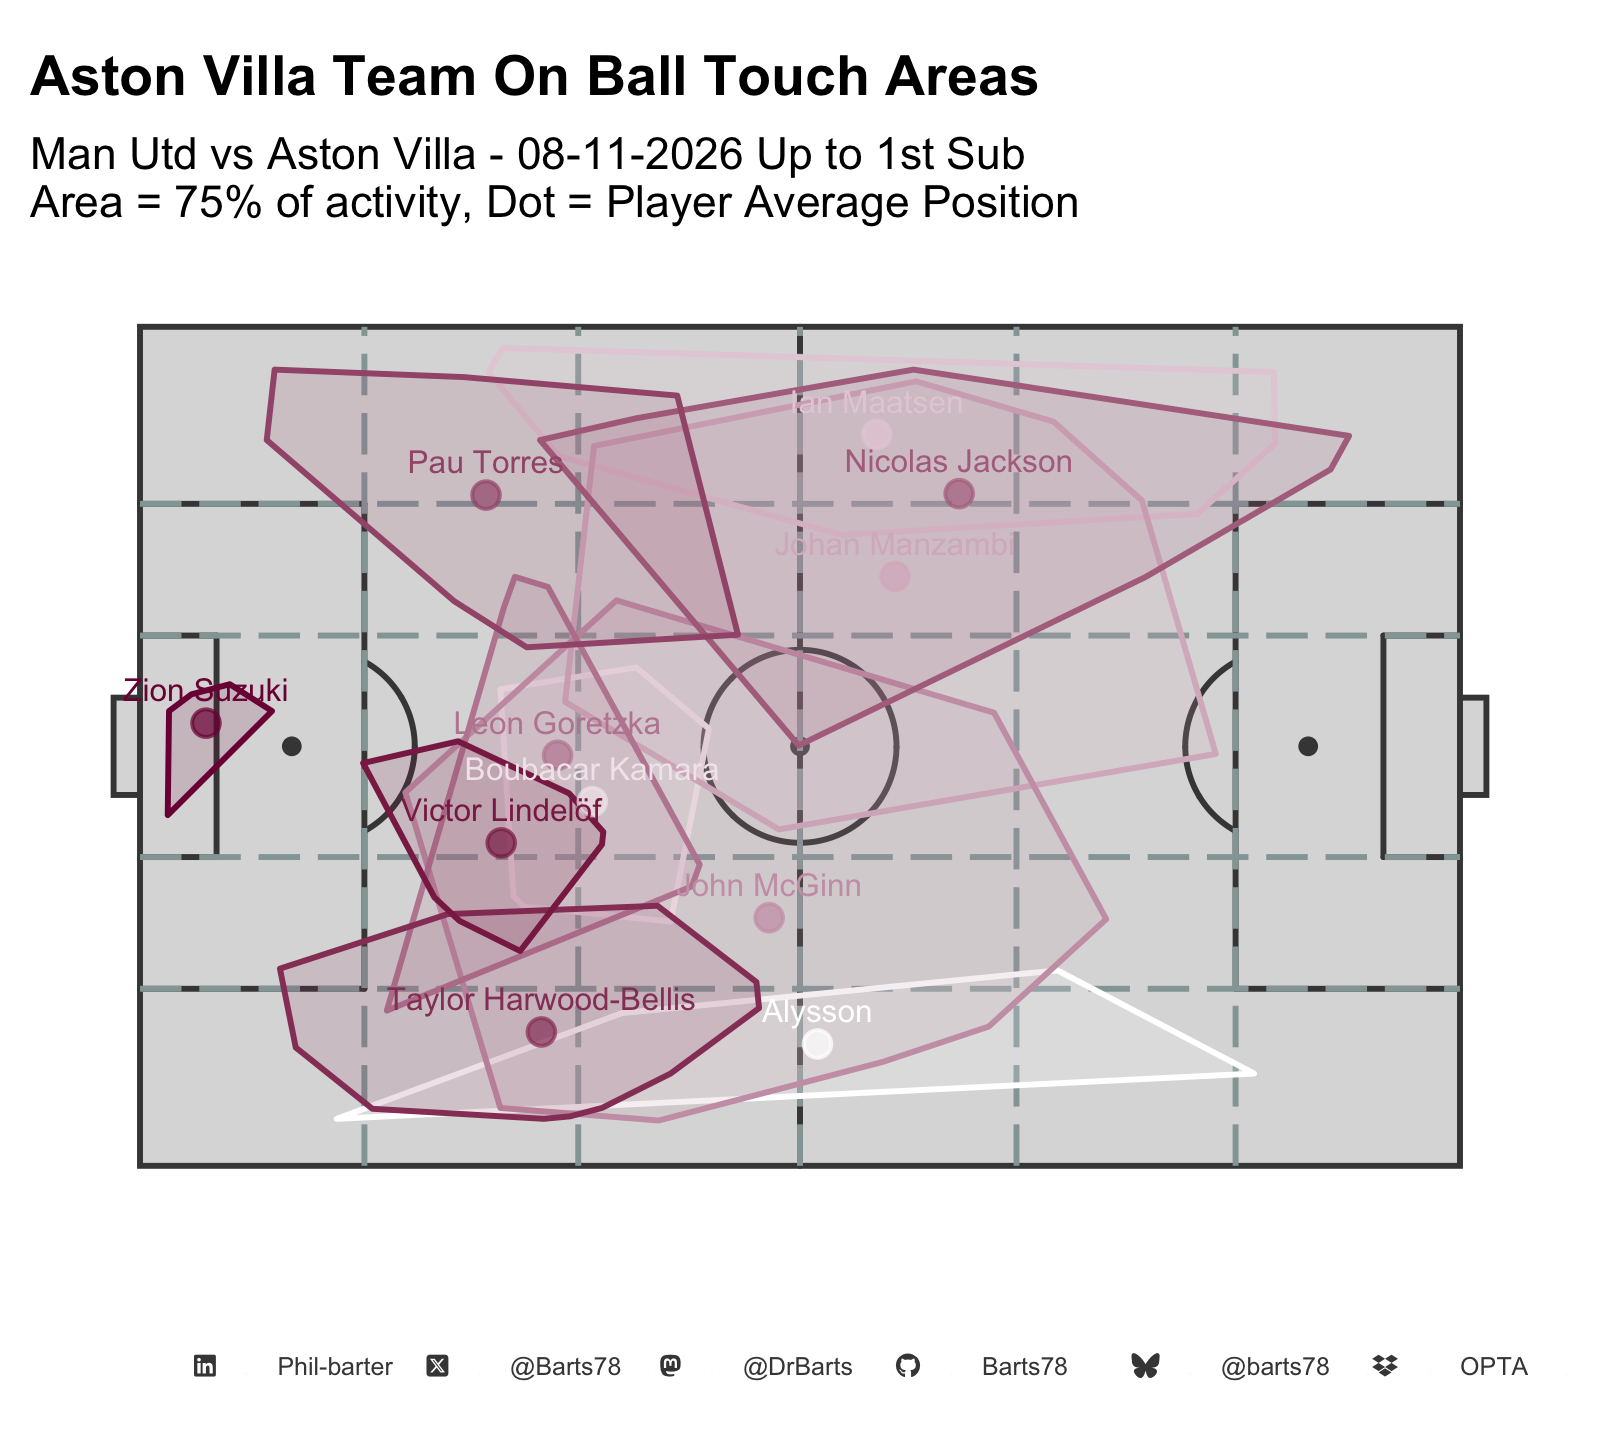 Aston Villa Team On Ball Touch Areas
Man Utd vs Aston Villa - 08-11-2026 Up to 1st Sub
Area = 75% of activity, Dot = Player Average Position
Ian Maatsen
Pau Torres
Nicolas Jackson
Johan Manzambi
Zion Suzuki
Leon Goretzka
Boubacar Kamara
Victor Lindelöf
John McGinn
Taylor Harwood-Bellis
Alysson
Phil-barter @Barts78 @DrBarts Barts78 @barts78 OPTA